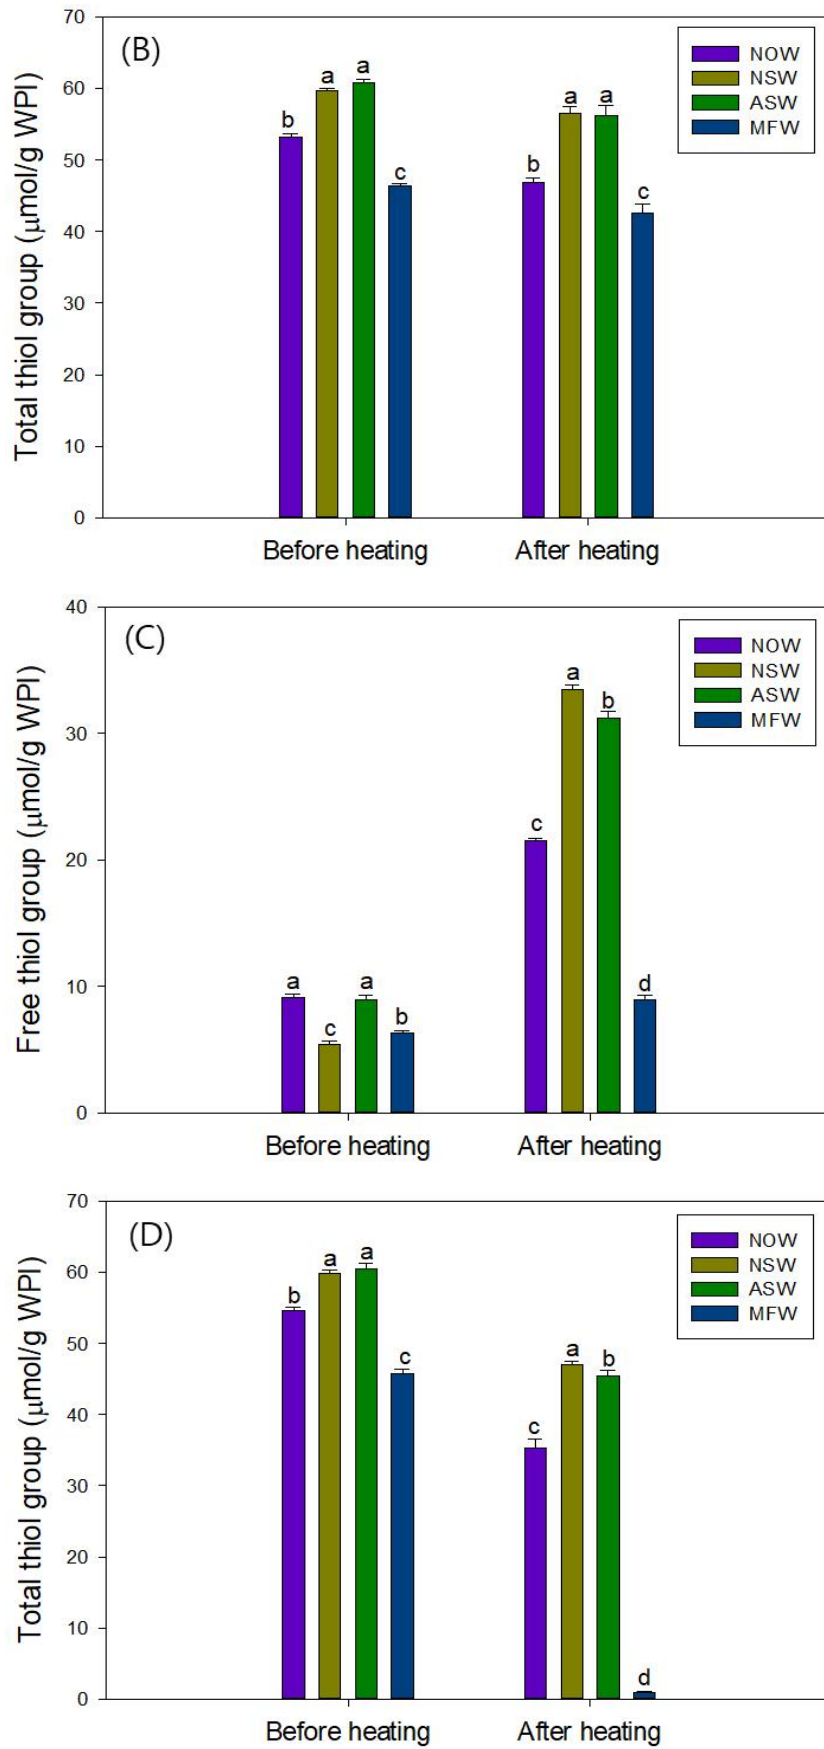 (B)
NOW
NSW
ASW
MFW
Total thiol group (μmol/g WPI)
70
60
50
40
30
20
10
0
b
a
a
c
b
a
a
c
Before heating
After heating
(C)
NOW
NSW
ASW
MFW
Free thiol group (μmol/g WPI)
40
30
20
10
0
a
c
a
b
c
a
b
d
Before heating
After heating
(D)
NOW
NSW
ASW
MFW
Total thiol group (μmol/g WPI)
70
60
50
40
30
20
10
0
b
a
a
c
c
a
b
d
Before heating
After heating